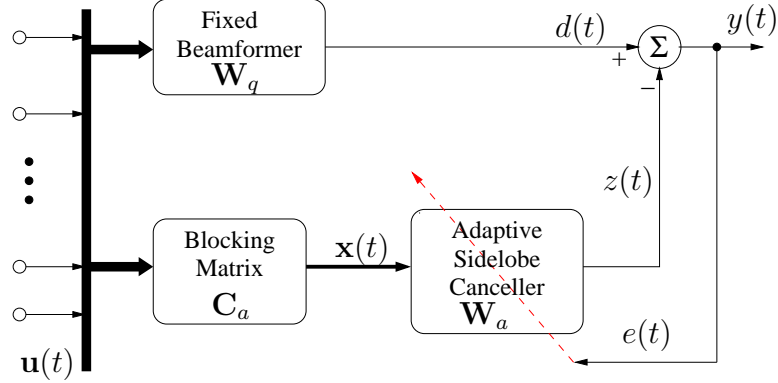 Fixed
Beamformer
W_q
d(t)
+
Σ
−
y(t)
z(t)
Blocking
Matrix
C_a
x(t)
Adaptive
Sidelobe
Canceller
W_a
e(t)
u(t)